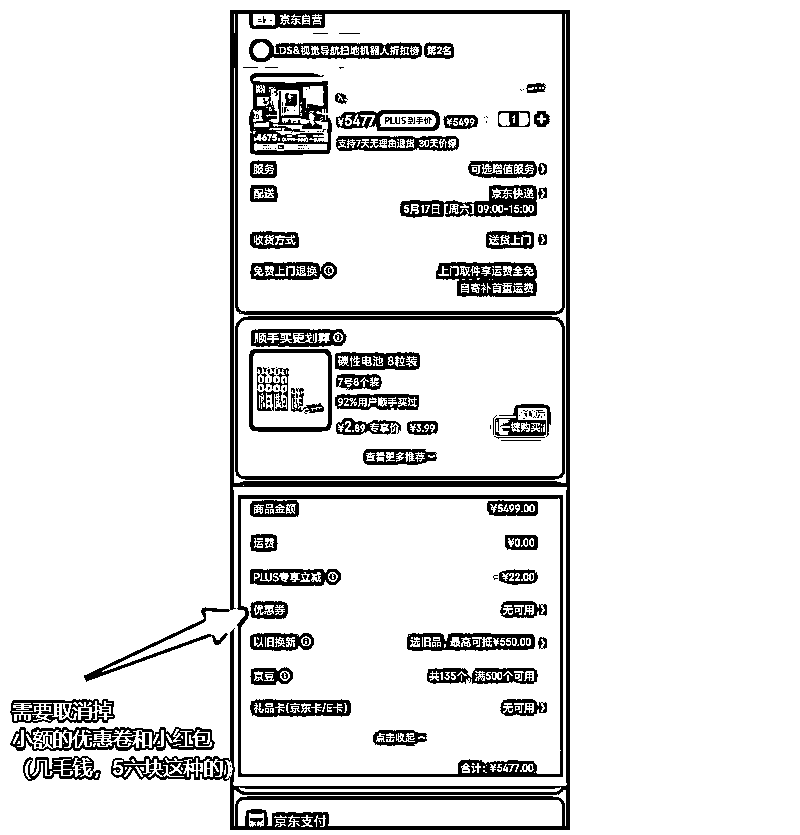 京东自营
LDS&视觉导航扫地机器人折扣榜 第2名
¥5477 PLUS到手价 ¥5499 1 +
支持7天无理由退货 30天价保
服务 可选增值服务 >
配送 京东快递 >
5月17日 [周六] 09:00-15:00
收货方式 送货上门 >
免费上门退换 上门取件享运费全免
自寄补首重运费
顺手买更划算
碳性电池 8粒装
7号8个装
92%用户顺手买过
¥2.89 专享价 ¥3.99
查看更多推荐
商品金额 ¥5499.00
运费 ¥0.00
PLUS专享立减 -¥22.00
优惠券 无可用 >
以旧换新 选旧品，最高可抵¥550.00 >
京豆 共135个，满500个可用
礼品卡(京东卡/E卡) 无可用 >
点击收起
合计：¥5477.00
需要取消掉
小额的优惠卷和小红包
（几毛钱，5六块这种的）
京东支付